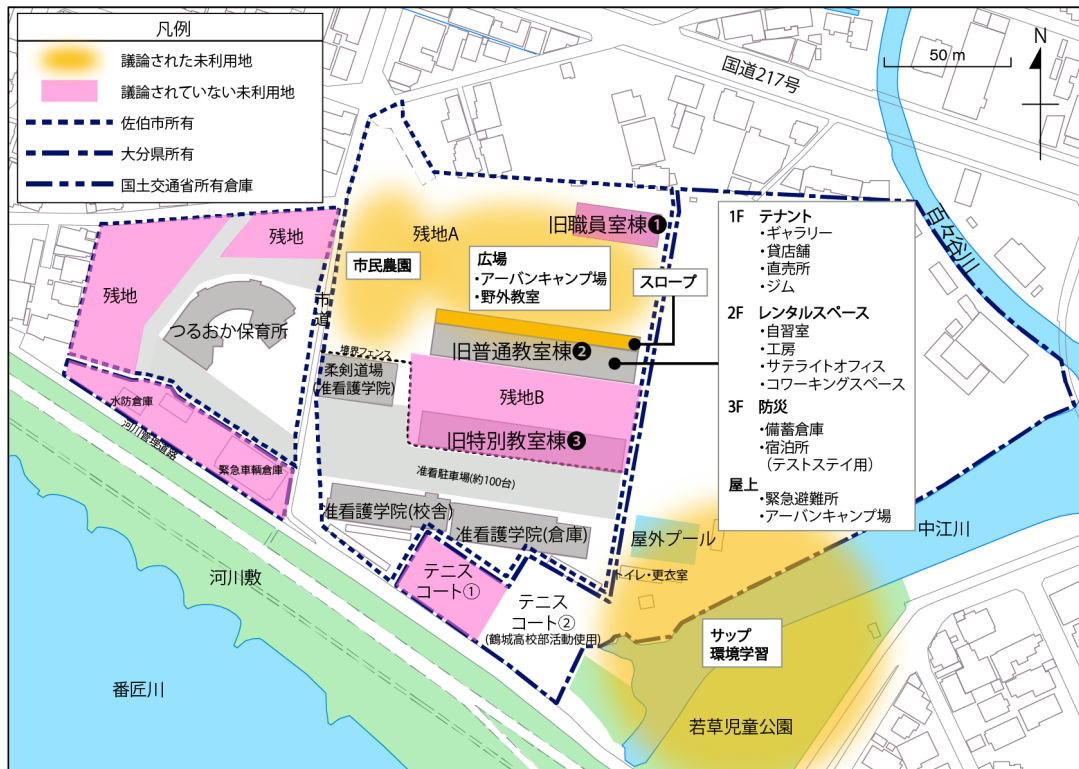 凡例
議論された未利用地
議論されていない未利用地
佐伯市所有
大分県所有
国土交通省所有倉庫
50 m
N
国道217号
百々谷川
残地
残地
つるおか保育所
市道
水防倉庫
河川管理道路
緊急車輌倉庫
残地A
市民農園
広場
・アーバンキャンプ場
・野外教室
旧職員室棟❶
スロープ
旧普通教室棟❷
境界フェンス
柔剣道場
(准看護学院)
残地B
旧特別教室棟❸
准看駐車場(約100台)
准看護学院(校舎)
准看護学院(倉庫)
テニス
コート①
テニス
コート②
(鶴城高校部活動使用)
屋外プール
トイレ・更衣室
1F テナント
・ギャラリー
・貸店舗
・直売所
・ジム
2F レンタルスペース
・自習室
・工房
・サテライトオフィス
・コワーキングスペース
3F 防災
・備蓄倉庫
・宿泊所
(テストステイ用)
屋上
・緊急避難所
・アーバンキャンプ場
中江川
サップ
環境学習
若草児童公園
河川敷
番匠川